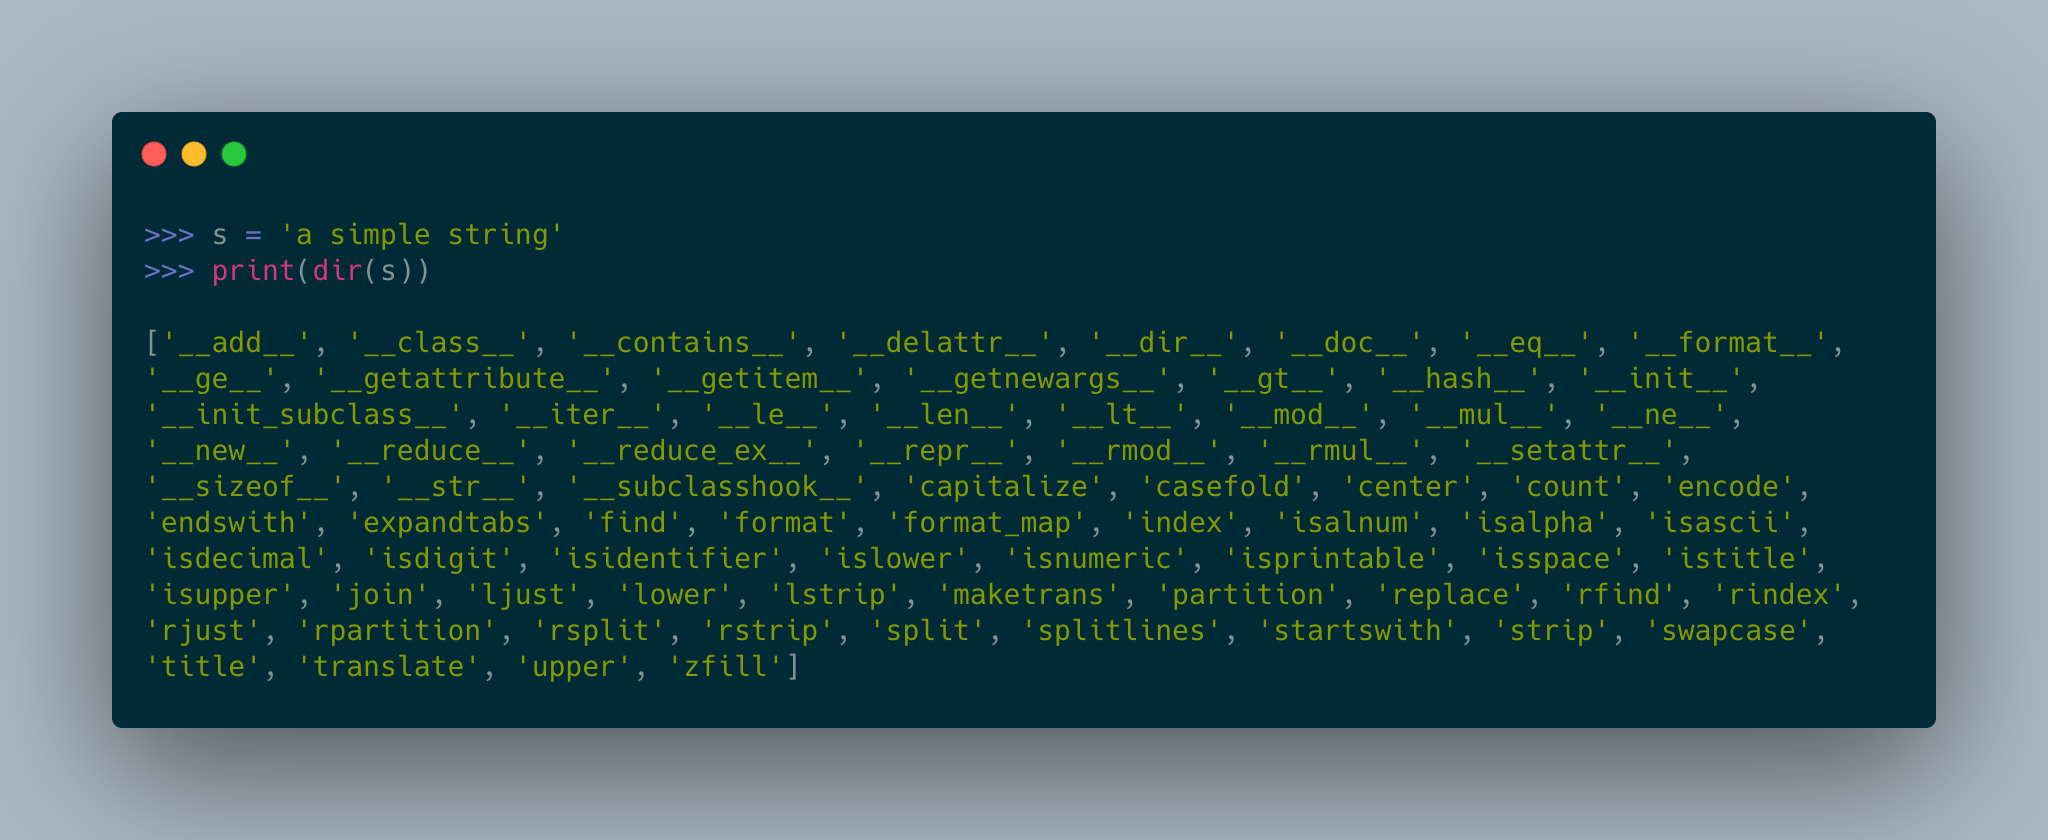 >>> s = 'a simple string'
>>> print(dir(s))
['__add__', '__class__', '__contains__', '__delattr__', '__dir__', '__doc__', '__eq__', '__format__',
'__ge__', '__getattribute__', '__getitem__', '__getnewargs__', '__gt__', '__hash__', '__init__',
'__init_subclass__', '__iter__', '__le__', '__len__', '__lt__', '__mod__', '__mul__', '__ne__',
'__new__', '__reduce__', '__reduce_ex__', '__repr__', '__rmod__', '__rmul__', '__setattr__',
'__sizeof__', '__str__', '__subclasshook__', 'capitalize', 'casefold', 'center', 'count', 'encode',
'endswith', 'expandtabs', 'find', 'format', 'format_map', 'index', 'isalnum', 'isalpha', 'isascii',
'isdecimal', 'isdigit', 'isidentifier', 'islower', 'isnumeric', 'isprintable', 'isspace', 'istitle',
'isupper', 'join', 'ljust', 'lower', 'lstrip', 'maketrans', 'partition', 'replace', 'rfind', 'rindex',
'rjust', 'rpartition', 'rsplit', 'rstrip', 'split', 'splitlines', 'startswith', 'strip', 'swapcase',
'title', 'translate', 'upper', 'zfill']